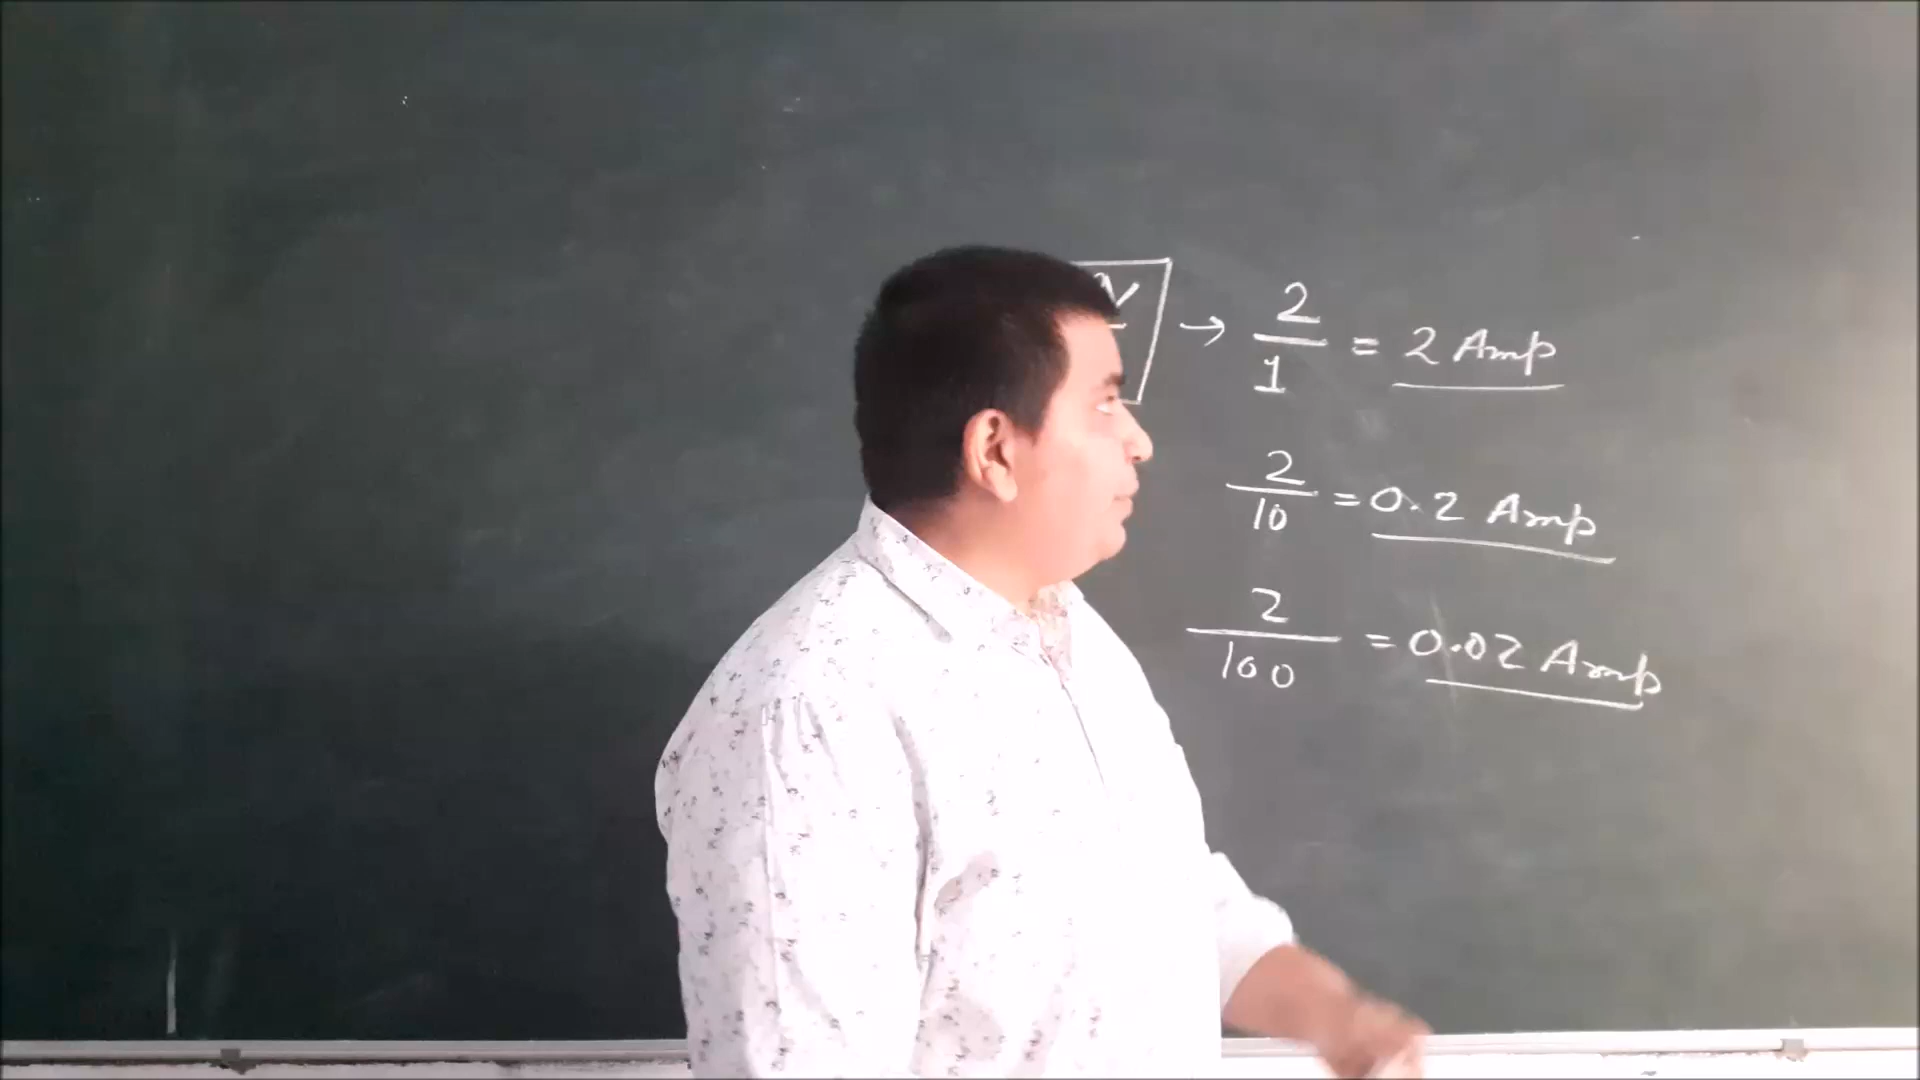 V → 2/1 = 2 Amp
2/10 = 0.2 Amp
2/100 = 0.02 Amp